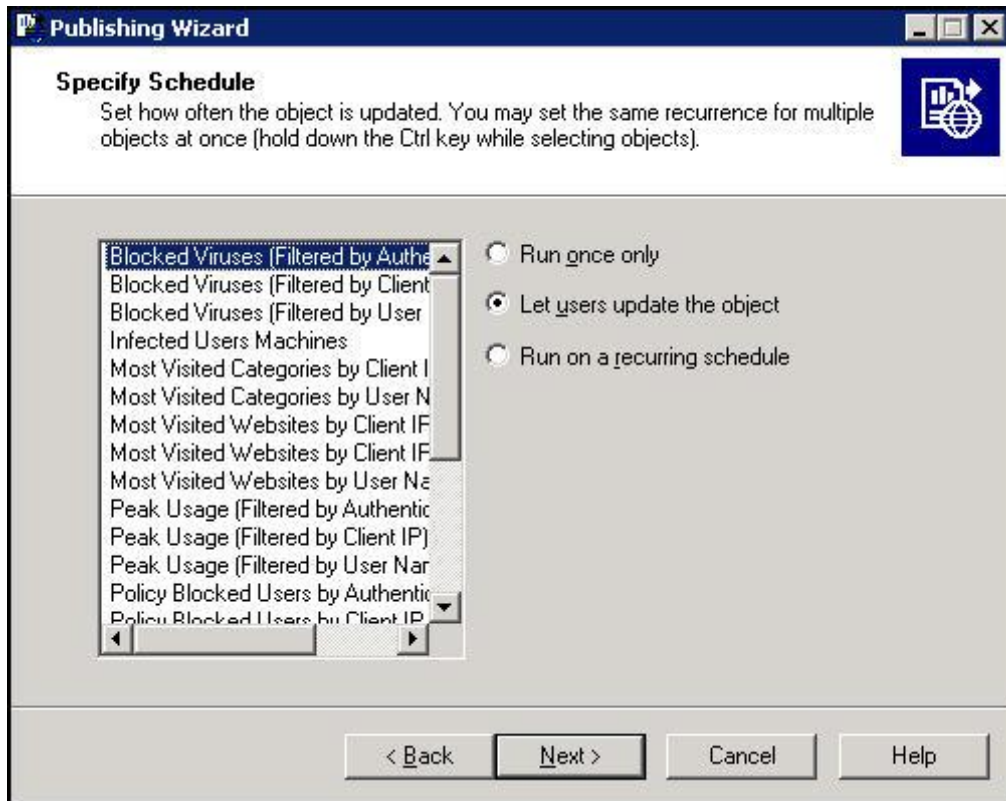 Publishing Wizard
Specify Schedule
Set how often the object is updated. You may set the same recurrence for multiple
objects at once (hold down the Ctrl key while selecting objects).
Blocked Viruses (Filtered by Authe
Blocked Viruses (Filtered by Client
Blocked Viruses (Filtered by User
Infected Users Machines
Most Visited Categories by Client I
Most Visited Categories by User N
Most Visited Websites by Client IF
Most Visited Websites by Client IF
Most Visited Websites by User Na
Peak Usage (Filtered by Authentic
Peak Usage (Filtered by Client IP)
Peak Usage (Filtered by User Nar
Policy Blocked Users by Authentic
Policy Blocked Users by Client IP
Run once only
Let users update the object
Run on a recurring schedule
< Back
Next >
Cancel
Help